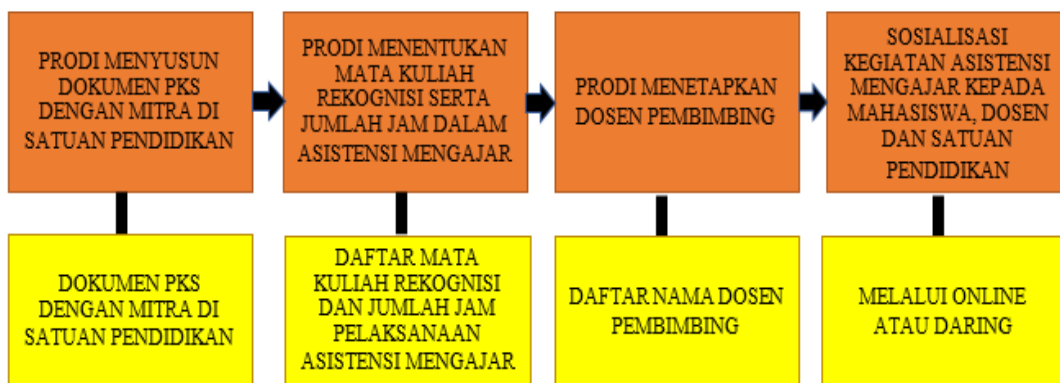 PRODI MENYUSUN
DOKUMEN PKS
DENGAN MITRA DI
SATUAN PENDIDIKAN
PRODI MENENTUKAN
MATA KULIAH
REKOGNISI SERTA
JUMLAH JAM DALAM
ASISTENSI MENGAJAR
PRODI MENETAPKAN
DOSEN PEMBIMBING
SOSIALISASI
KEGIATAN ASISTENSI
MENGAJAR KEPADA
MAHASISWA, DOSEN
DAN SATUAN
PENDIDIKAN
DOKUMEN PKS
DENGAN MITRA DI
SATUAN PENDIDIKAN
DAFTAR MATA
KULIAH REKOGNISI
DAN JUMLAH JAM
PELAKSANAAN
ASISTENSI MENGAJAR
DAFTAR NAMA DOSEN
PEMBIMBING
MELALUI ONLINE
ATAU DARING